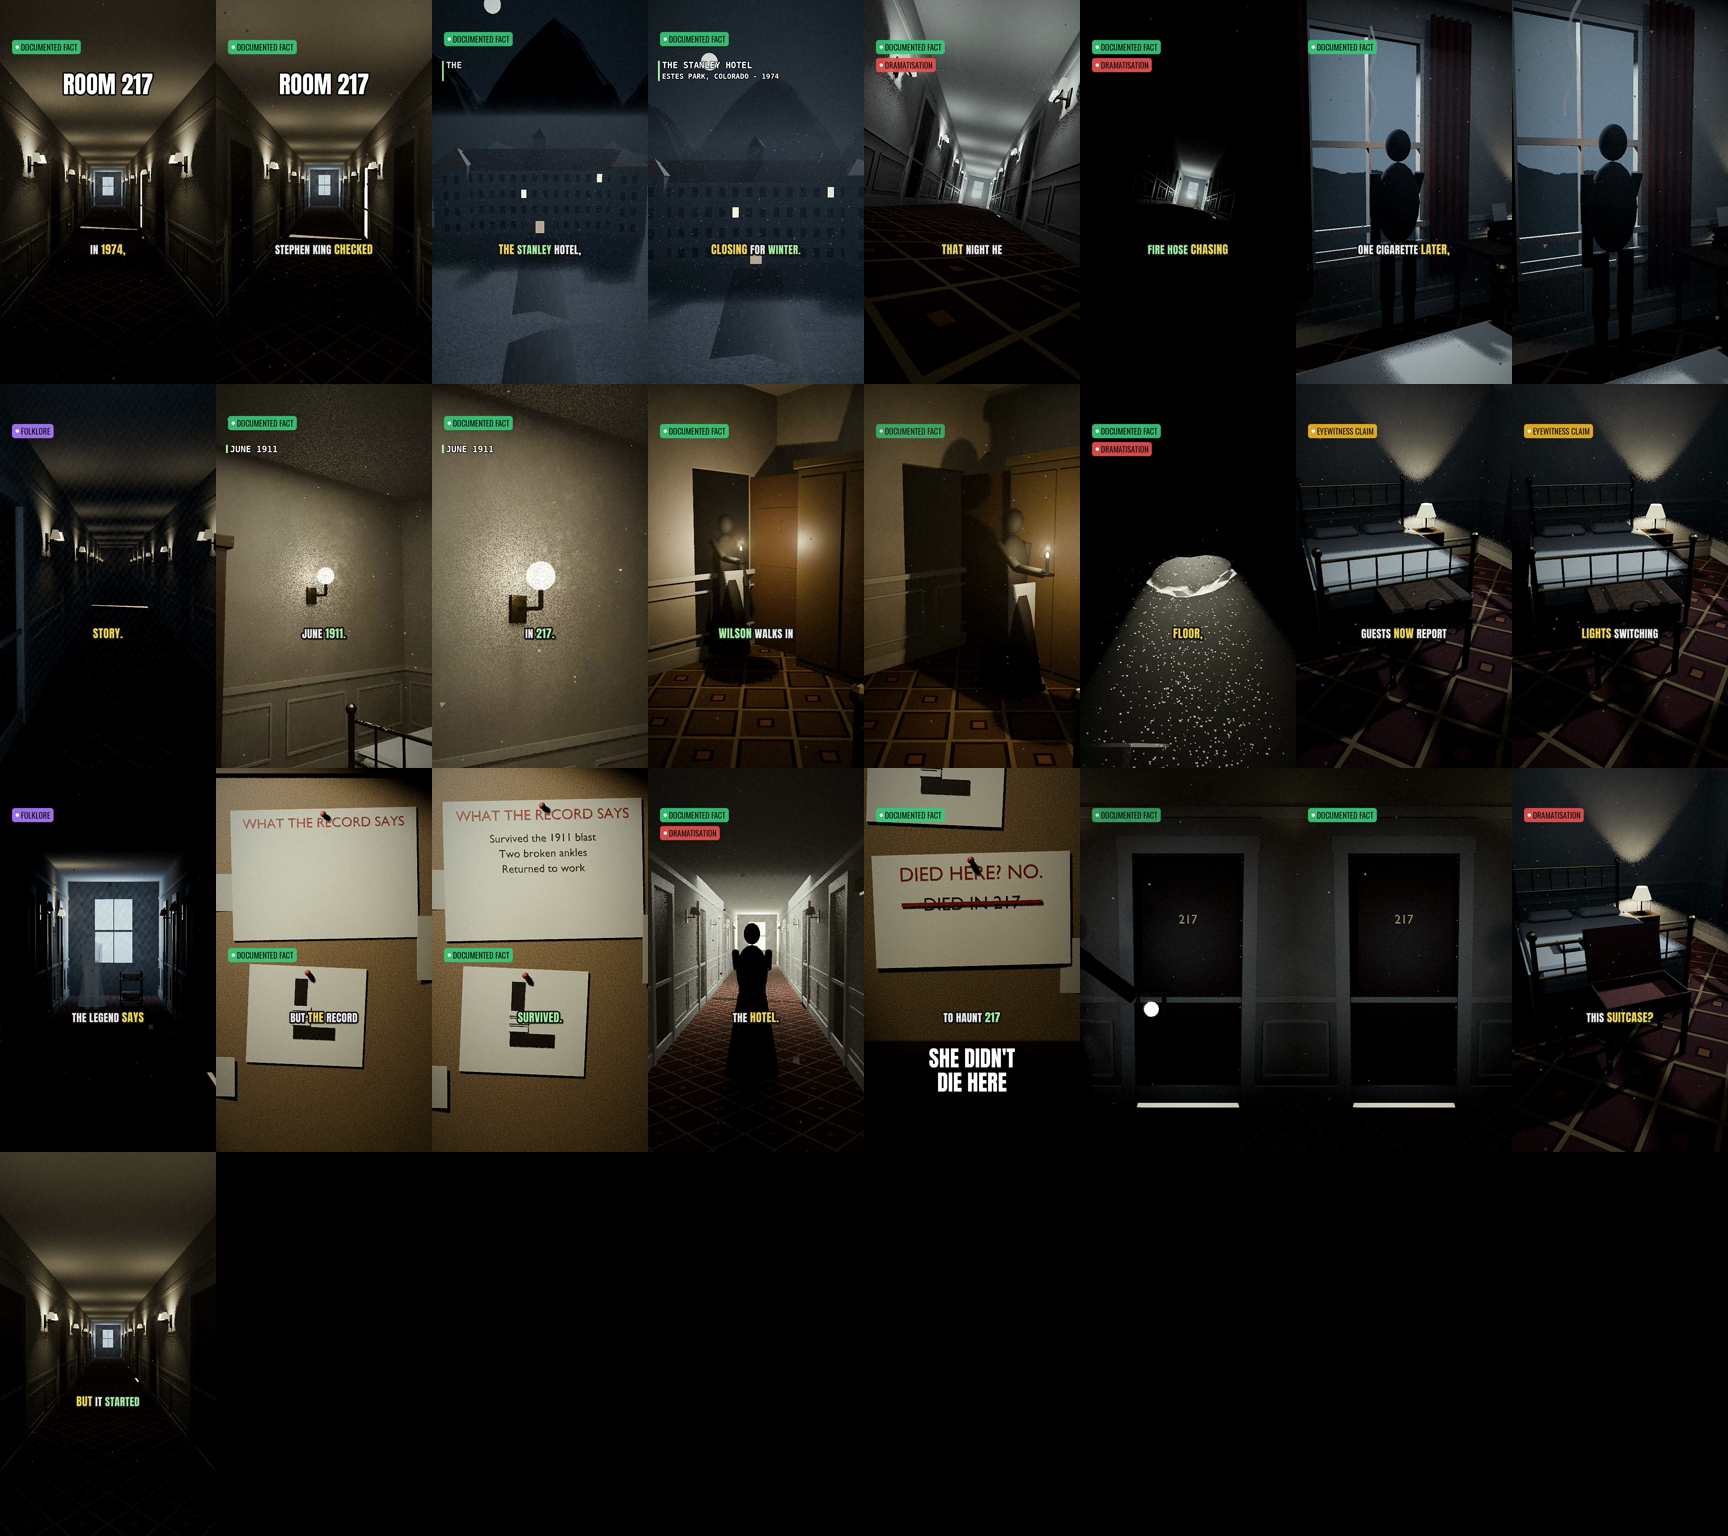 DOCUMENTED FACT
ROOM 217
IN 1974,
DOCUMENTED FACT
ROOM 217
STEPHEN KING CHECKED
DOCUMENTED FACT
THE
THE STANLEY HOTEL,
DOCUMENTED FACT
THE STANLEY HOTEL
ESTES PARK, COLORADO - 1974
CLOSING FOR WINTER.
DOCUMENTED FACT
DRAMATISATION
THAT NIGHT HE
DOCUMENTED FACT
DRAMATISATION
FIRE HOSE CHASING
DOCUMENTED FACT
ONE CIGARETTE LATER,
FOLKLORE
STORY.
DOCUMENTED FACT
JUNE 1911
JUNE 1911.
DOCUMENTED FACT
JUNE 1911
IN 217.
DOCUMENTED FACT
WILSON WALKS IN
DOCUMENTED FACT
DOCUMENTED FACT
DRAMATISATION
FLOOR,
EYEWITNESS CLAIM
GUESTS NOW REPORT
EYEWITNESS CLAIM
LIGHTS SWITCHING
FOLKLORE
THE LEGEND SAYS
WHAT THE RECORD SAYS
DOCUMENTED FACT
BUT THE RECORD
WHAT THE RECORD SAYS
Survived the 1911 blast
Two broken ankles
Returned to work
DOCUMENTED FACT
SURVIVED.
DOCUMENTED FACT
DRAMATISATION
THE HOTEL.
DOCUMENTED FACT
DIED HERE? NO.
DIED IN 217
TO HAUNT 217
SHE DIDN'T
DIE HERE
DOCUMENTED FACT
217
DOCUMENTED FACT
217
DRAMATISATION
THIS SUITCASE?
BUT IT STARTED